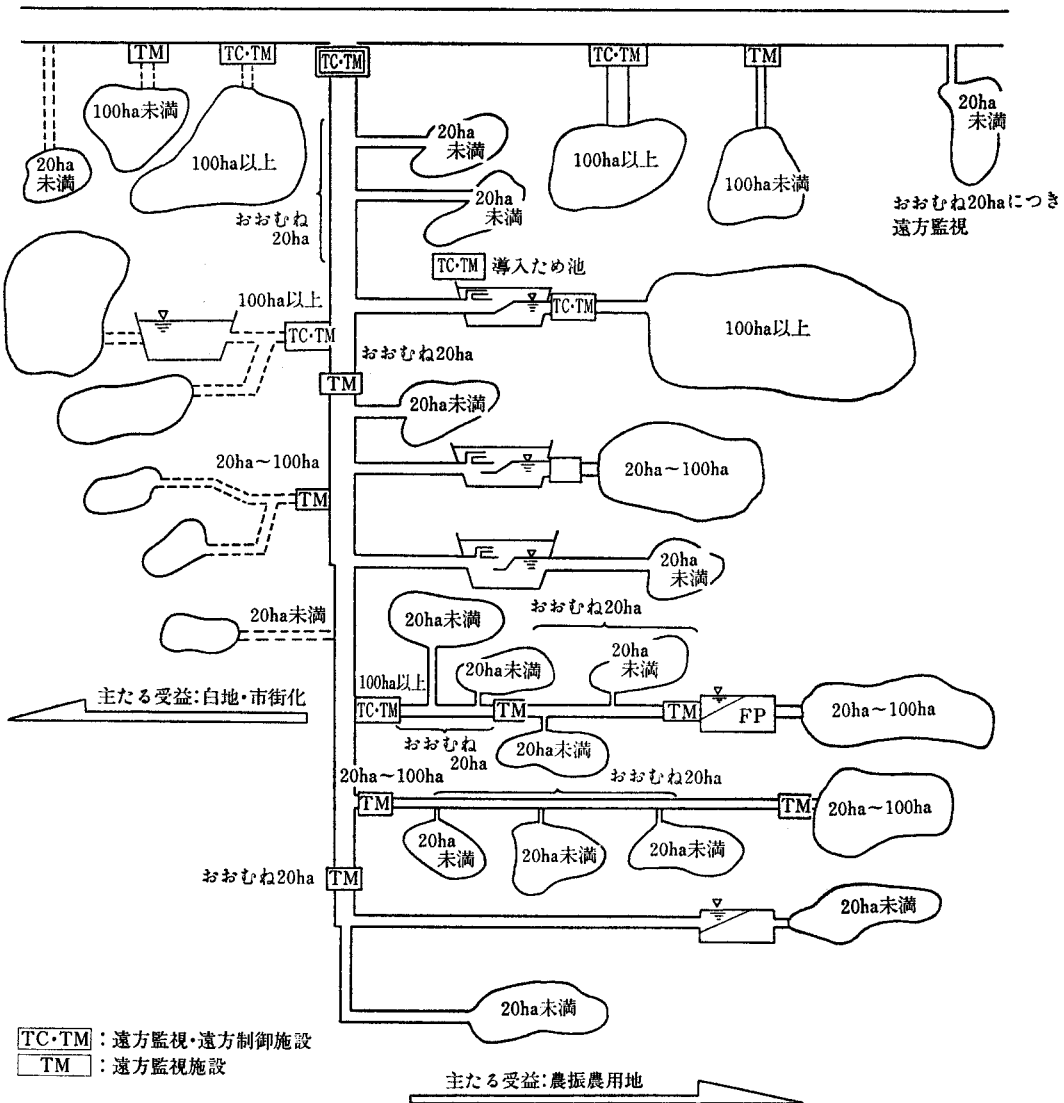 TM
TC・TM
TC・TM
TC・TM
TM
100ha未満
100ha以上
20ha
未満
20ha
未満
20ha
未満
100ha以上
100ha未満
20ha
未満
おおむね20haにつき
遠方監視
おおむね
20ha
TC・TM 導入ため池
100ha以上
TC・TM
TC・TM
100ha以上
おおむね20ha
TM
20ha未満
20ha～100ha
TM
20ha～100ha
20ha
未満
20ha未満
おおむね20ha
20ha未満
20ha未満
20ha
未満
主たる受益:白地・市街化
100ha以上
TC・TM
TM
TM
FP
20ha～100ha
おおむね
20ha
20ha未満
20ha～100ha
おおむね20ha
TM
TM
20ha～100ha
20ha
未満
20ha未満
20ha未満
おおむね20ha
TM
20ha未満
20ha未満
TC・TM:遠方監視・遠方制御施設
TM:遠方監視施設
主たる受益:農振農用地